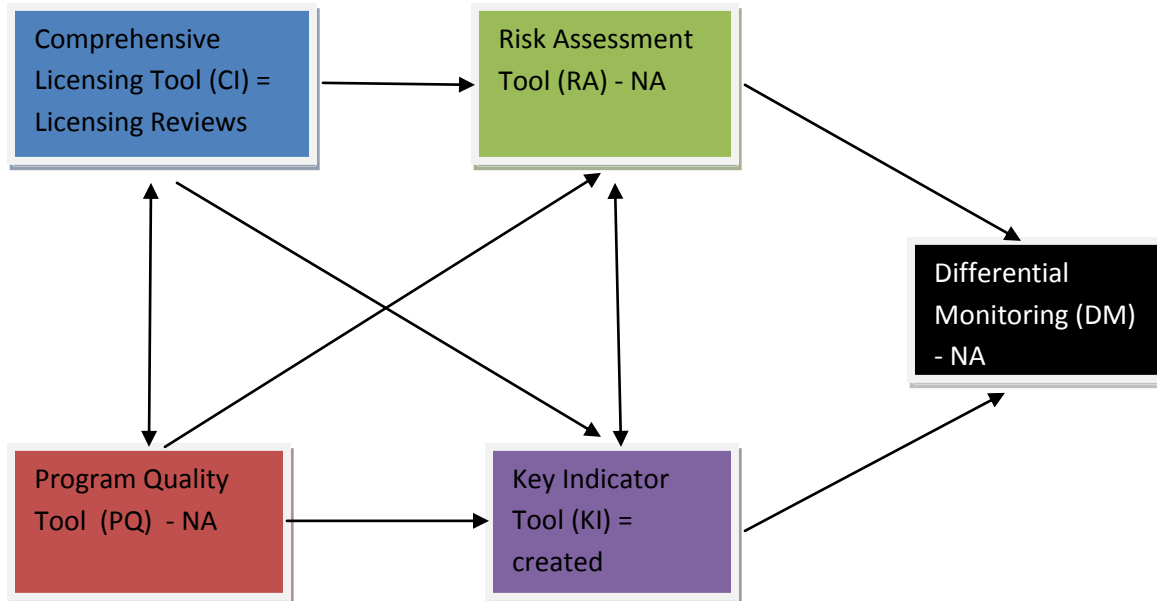 Comprehensive
Licensing Tool (CI) =
Licensing Reviews
Risk Assessment
Tool (RA) - NA
Differential
Monitoring (DM)
- NA
Program Quality
Tool  (PQ)  - NA
Key Indicator
Tool (KI) =
created